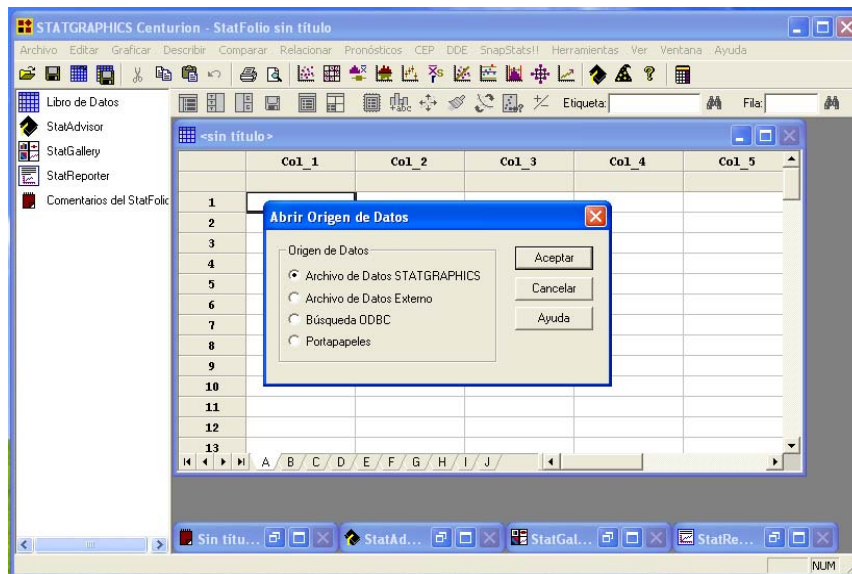 STATGRAPHICS Centurion - StatFolio sin título
Archivo Editar Graficar Describir Comparar Relacionar Pronósticos CEP DDE SnapStats!! Herramientas Ver Ventana Ayuda
Etiqueta: Fila:
Libro de Datos
StatAdvisor
StatGallery
StatReporter
Comentarios del StatFolio
<sin título>
Col_1 Col_2 Col_3 Col_4 Col_5
1
2
3
4
5
6
7
8
9
10
11
12
13
Abrir Origen de Datos
Origen de Datos
Archivo de Datos STATGRAPHICS
Archivo de Datos Externo
Búsqueda ODBC
Portapapeles
Aceptar
Cancelar
Ayuda
A B C D E F G H I J
Sin títu... StatAd... StatGal... StatRe...
NUM